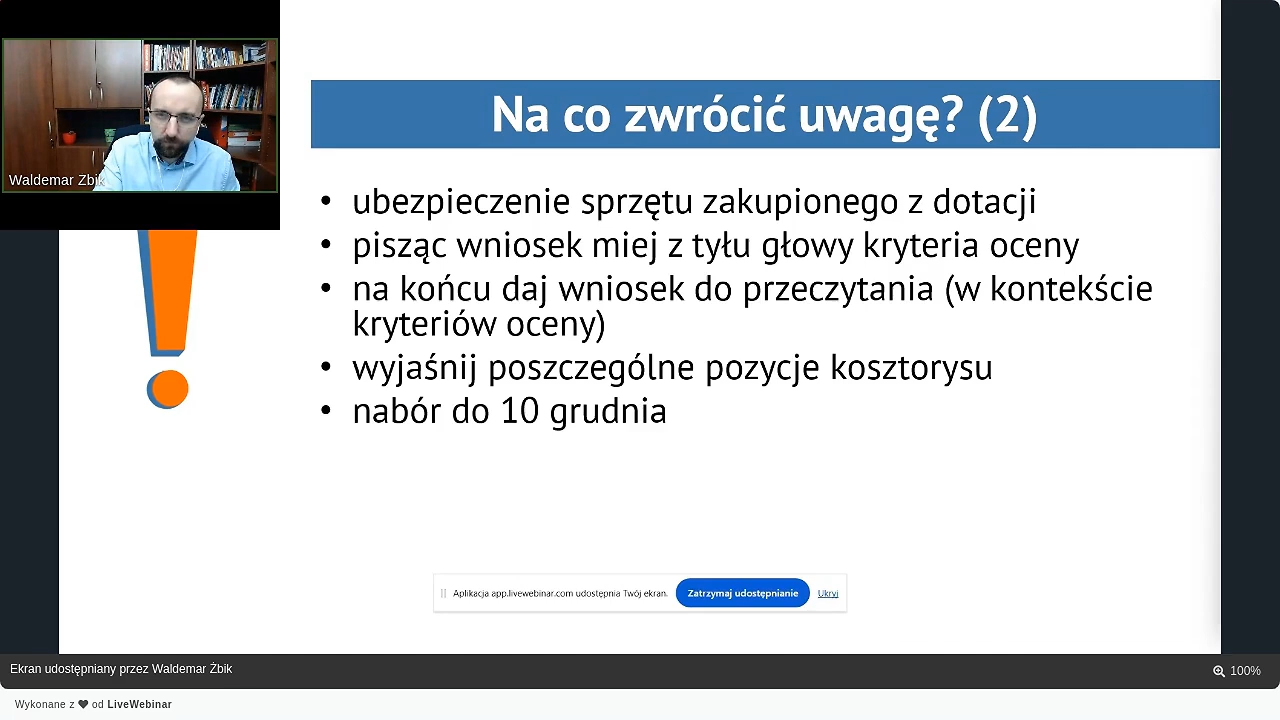 Waldemar Żbik
Na co zwrócić uwagę? (2)
• ubezpieczenie sprzętu zakupionego z dotacji
• pisząc wniosek miej z tyłu głowy kryteria oceny
• na końcu daj wniosek do przeczytania (w kontekście
kryteriów oceny)
• wyjaśnij poszczególne pozycje kosztorysu
• nabór do 10 grudnia
!
Aplikacja app.livewebinar.com udostępnia Twój ekran. Zatrzymaj udostępnianie Ukryj
Ekran udostępniany przez Waldemar Żbik
100%
Wykonane z ❤ od LiveWebinar